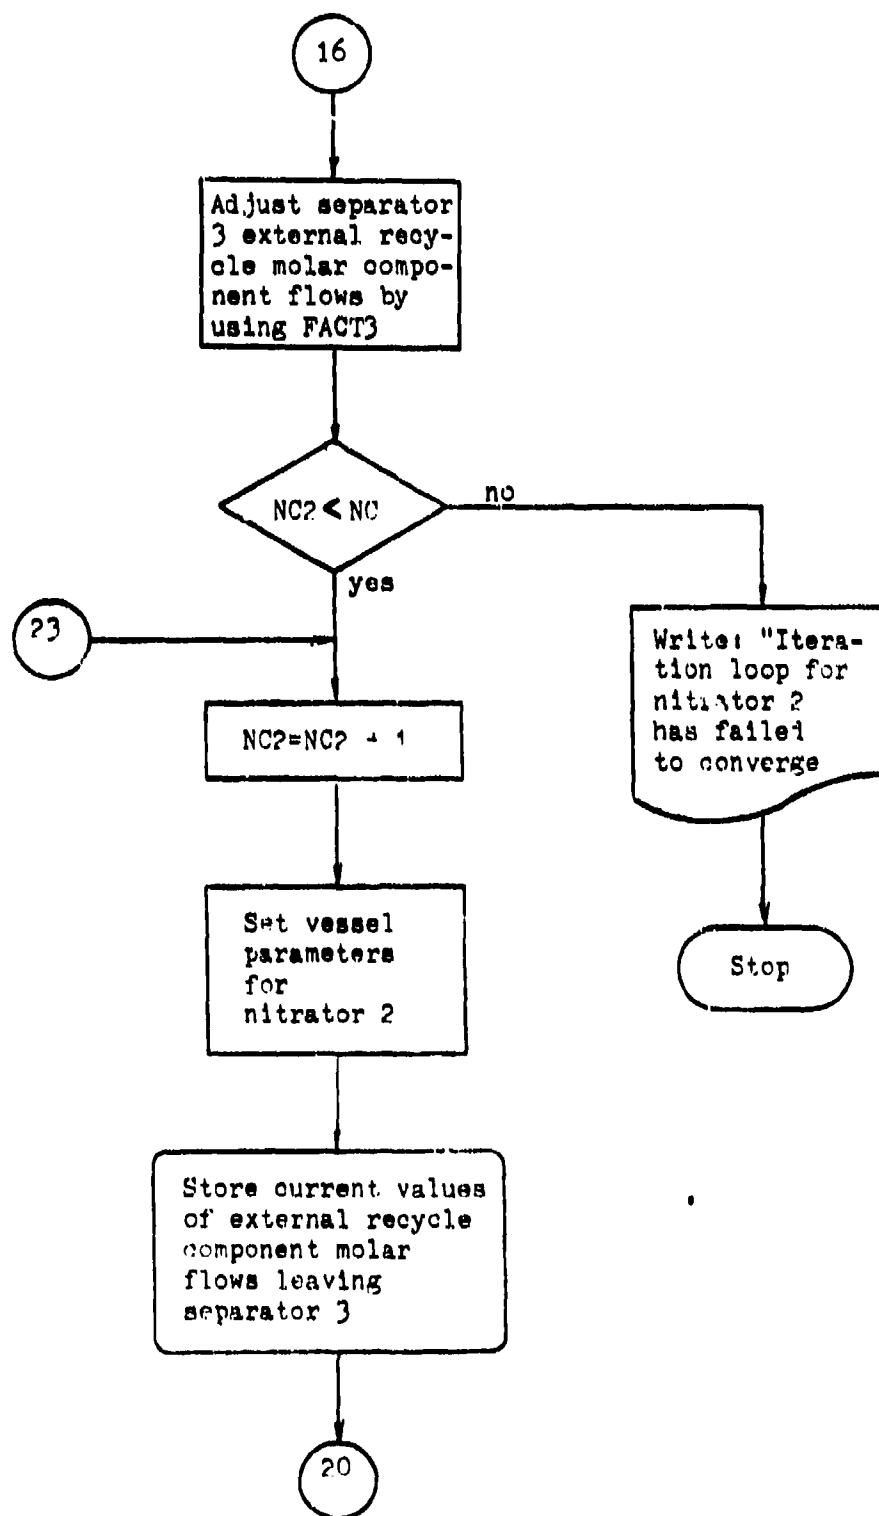 16
Adjust separator
3 external recy-
cle molar compo-
nent flows by
using FACT3
NC2 < NC
no
yes
23
Write: "Itera-
tion loop for
nitrator 2
has failed
to converge
NC2=NC2 + 1
Set vessel
parameters
for
nitrator 2
Stop
Store current values
of external recycle
component molar
flows leaving
separator 3
20